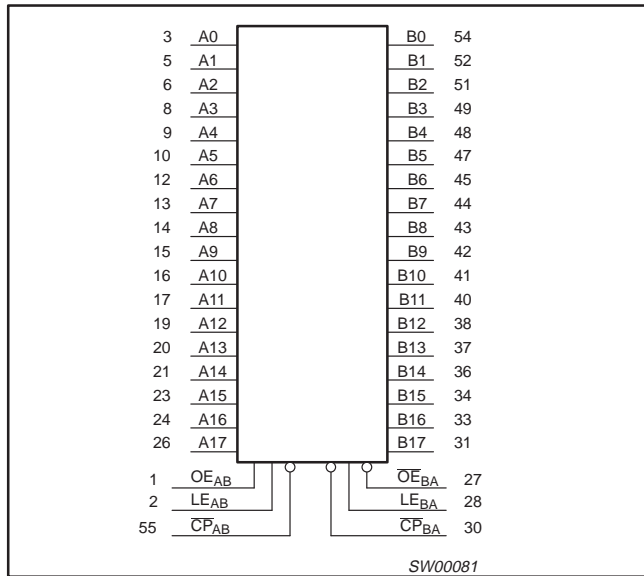 3 A0 B0 54
5 A1 B1 52
6 A2 B2 51
8 A3 B3 49
9 A4 B4 48
10 A5 B5 47
12 A6 B6 45
13 A7 B7 44
14 A8 B8 43
15 A9 B9 42
16 A10 B10 41
17 A11 B11 40
19 A12 B12 38
20 A13 B13 37
21 A14 B14 36
23 A15 B15 34
24 A16 B16 33
26 A17 B17 31
1 OEAB O̅E̅BA 27
2 LEAB LEBA 28
55 C̅P̅AB C̅P̅BA 30
SW00081